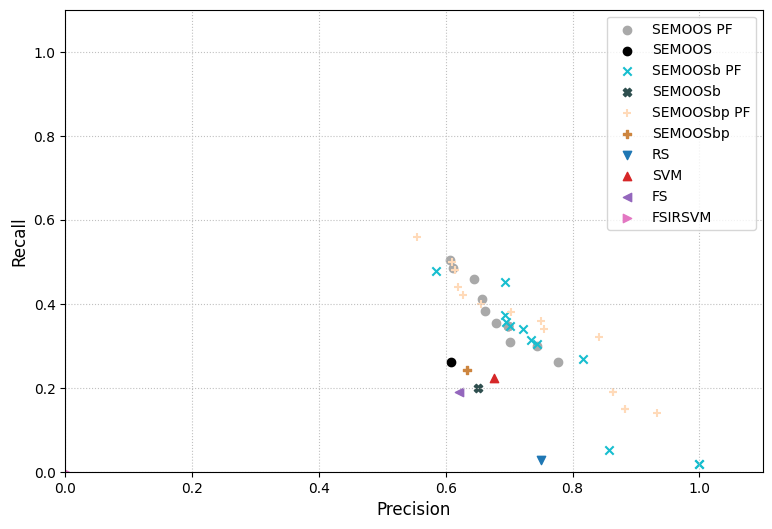 SEMOOS PF
SEMOOS
SEMOOSb PF
SEMOOSb
SEMOOSbp PF
SEMOOSbp
RS
SVM
FS
FSIRSVM
1.0
0.8
0.6
0.4
0.2
0.0
Recall
0.0 0.2 0.4 0.6 0.8 1.0
Precision